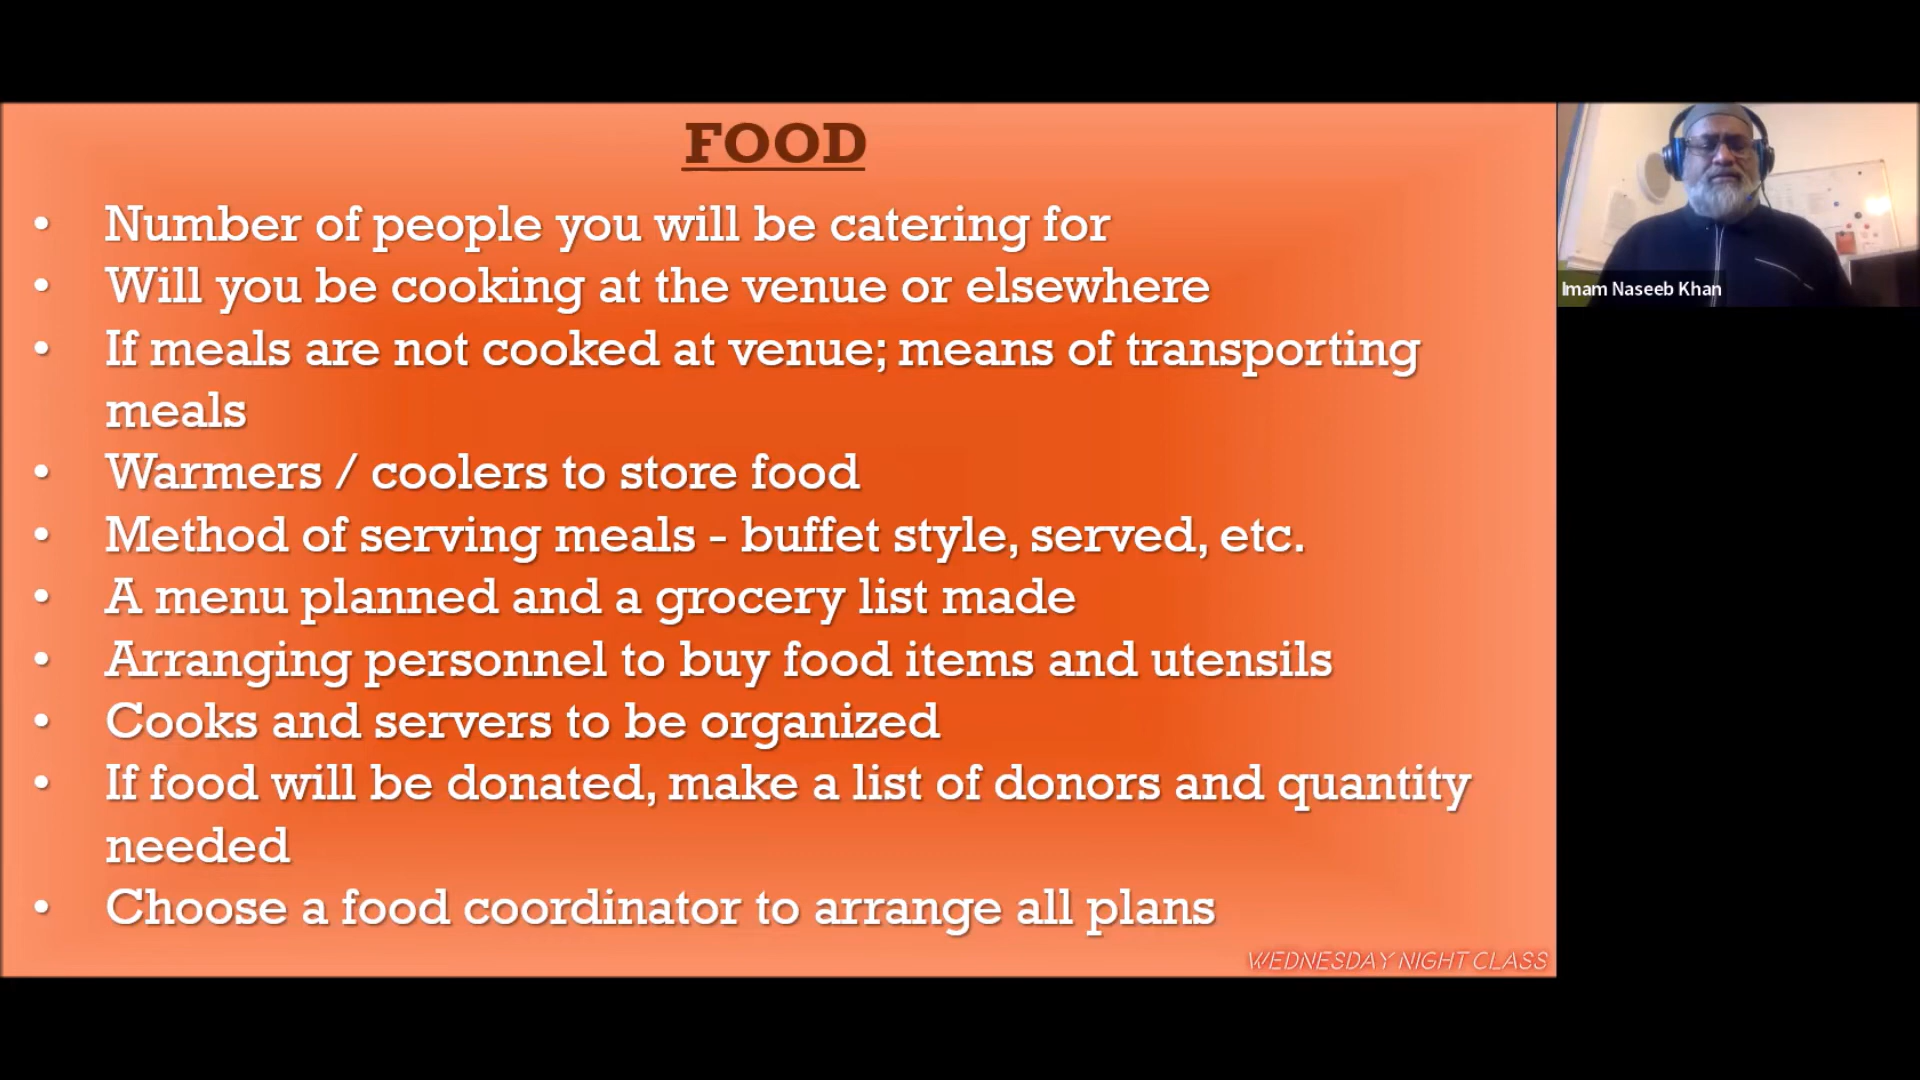 FOOD
• Number of people you will be catering for
• Will you be cooking at the venue or elsewhere
• If meals are not cooked at venue; means of transporting
meals
• Warmers / coolers to store food
• Method of serving meals - buffet style, served, etc.
• A menu planned and a grocery list made
• Arranging personnel to buy food items and utensils
• Cooks and servers to be organized
• If food will be donated, make a list of donors and quantity
needed
• Choose a food coordinator to arrange all plans
WEDNESDAY NIGHT CLASS
Imam Naseeb Khan